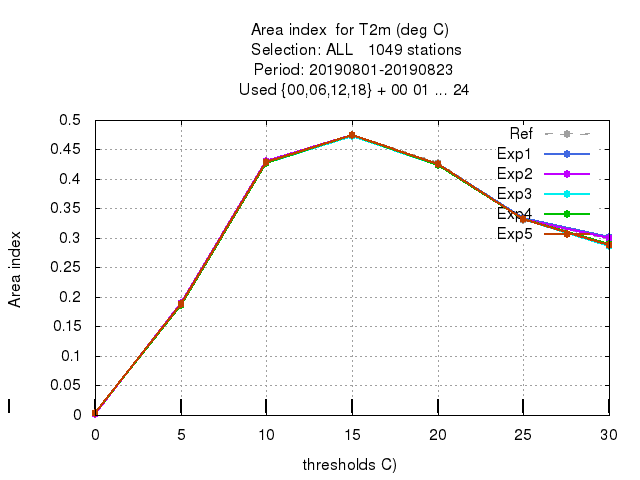 Area index  for T2m (deg C)
Selection: ALL   1049 stations
Period: 20190801-20190823
Used {00,06,12,18} + 00 01 ... 24
0.5
0.45
0.4
0.35
0.3
0.25
0.2
0.15
0.1
0.05
0
Area index
Ref
Exp1
Exp2
Exp3
Exp4
Exp5
0 5 10 15 20 25 30
thresholds C)